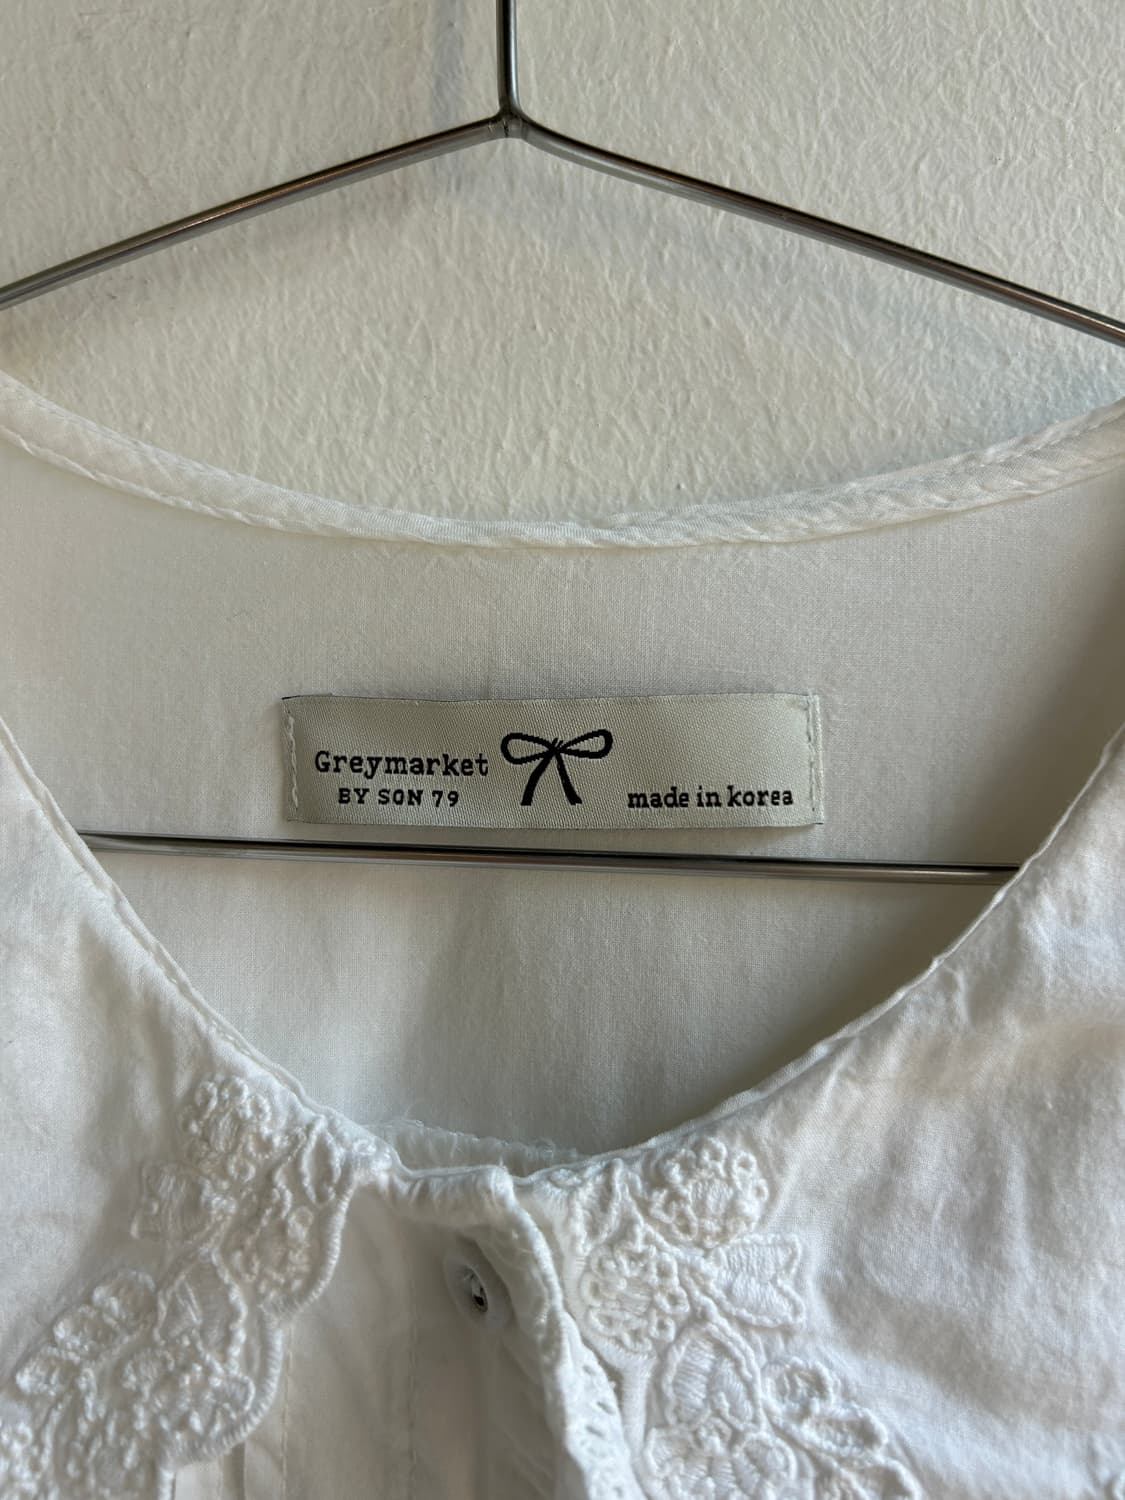 Greymarket
BY SON 79
made in korea